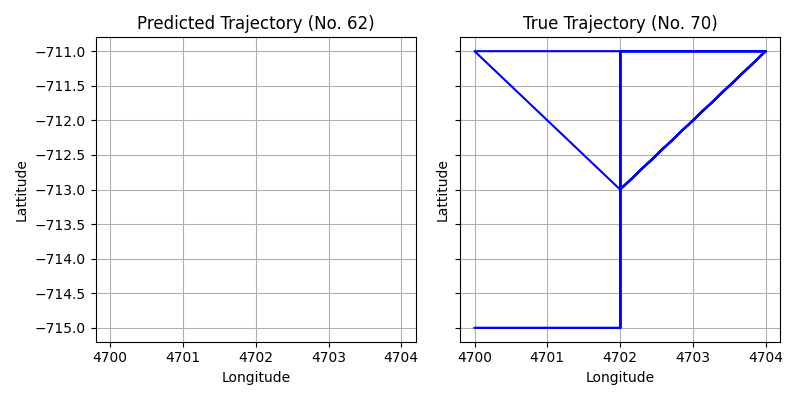 Predicted Trajectory (No. 62)
True Trajectory (No. 70)
−711.0
−711.5
−712.0
−712.5
−713.0
−713.5
−714.0
−714.5
−715.0
Lattitude
Lattitude
4700 4701 4702 4703 4704
4700 4701 4702 4703 4704
Longitude
Longitude